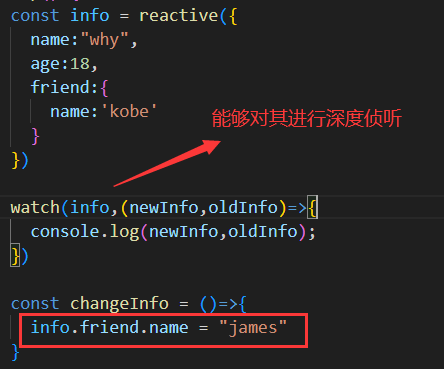 const info = reactive({
  name:"why",
  age:18,
  friend:{
    name:'kobe'
  }
})
能够对其进行深度侦听
watch(info,(newInfo,oldInfo)=>{
  console.log(newInfo,oldInfo);
})
const changeInfo = ()=>{
  info.friend.name = "james"
}